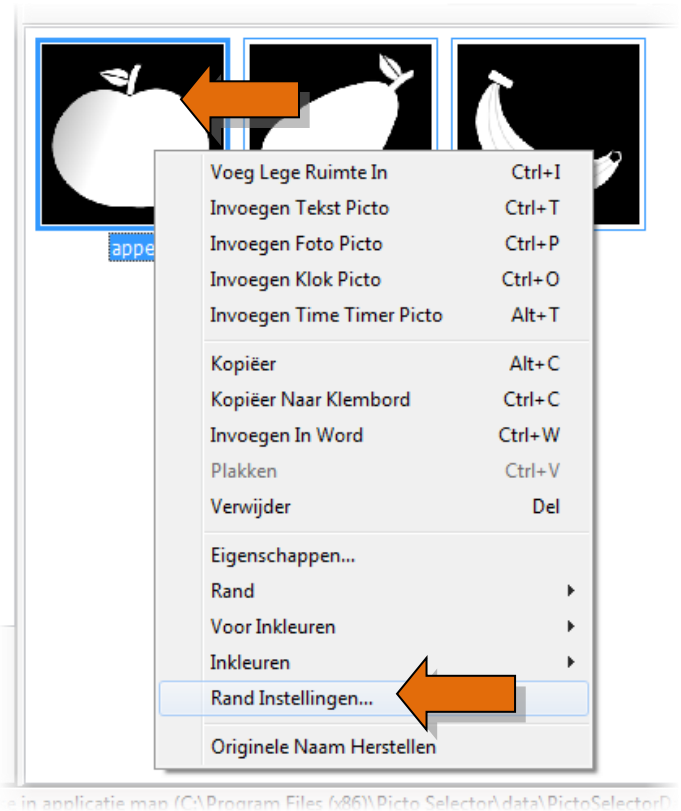 appe
Voeg Lege Ruimte In Ctrl+I
Invoegen Tekst Picto Ctrl+T
Invoegen Foto Picto Ctrl+P
Invoegen Klok Picto Ctrl+O
Invoegen Time Timer Picto Alt+T
Kopiëer Alt+C
Kopiëer Naar Klembord Ctrl+C
Invoegen In Word Ctrl+W
Plakken Ctrl+V
Verwijder Del
Eigenschappen...
Rand
Voor Inkleuren
Inkleuren
Rand Instellingen...
Originele Naam Herstellen
e in applicatie map (C:\Program Files (x86)\Picto Selector\data\PictoSelectorD